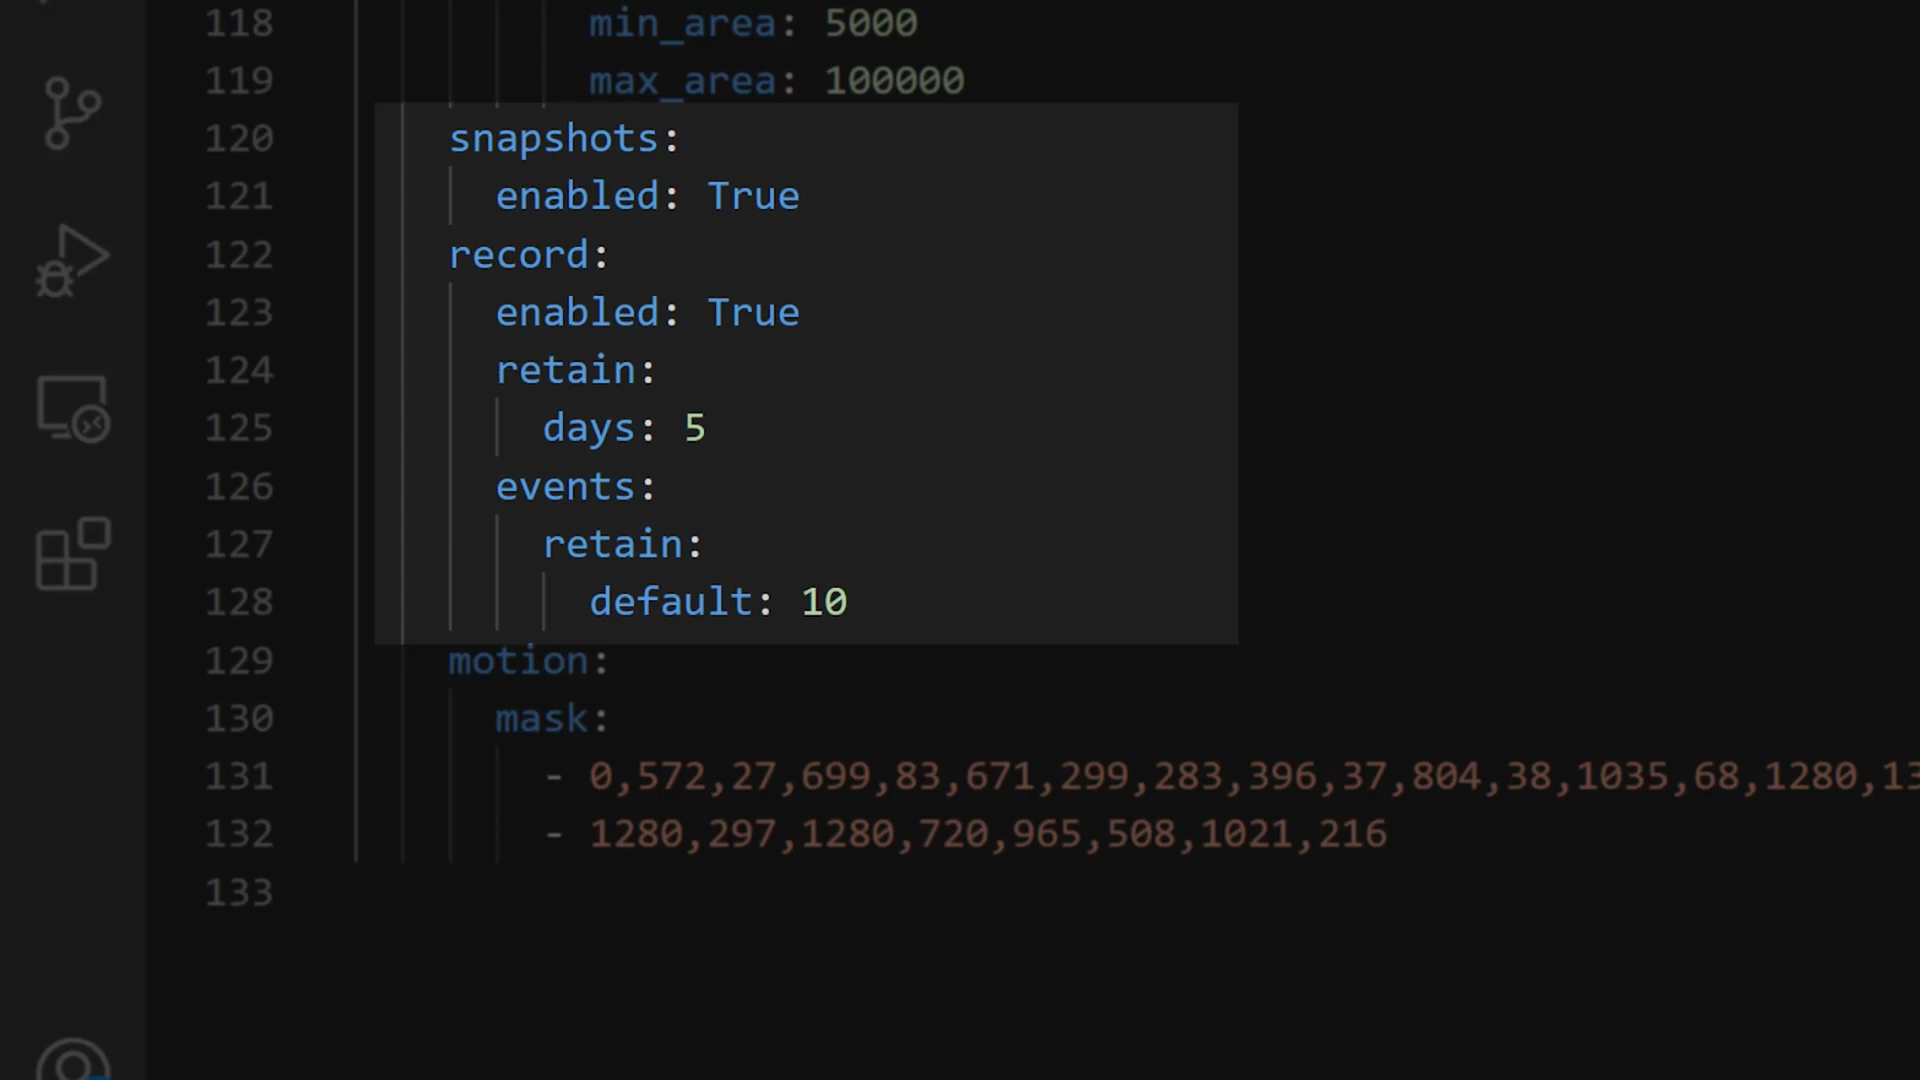 118 min_area: 5000
119 max_area: 100000
120 snapshots:
121 enabled: True
122 record:
123 enabled: True
124 retain:
125 days: 5
126 events:
127 retain:
128 default: 10
129 motion:
130 mask:
131 - 0,572,27,699,83,671,299,283,396,37,804,38,1035,68,1280,13
132 - 1280,297,1280,720,965,508,1021,216
133